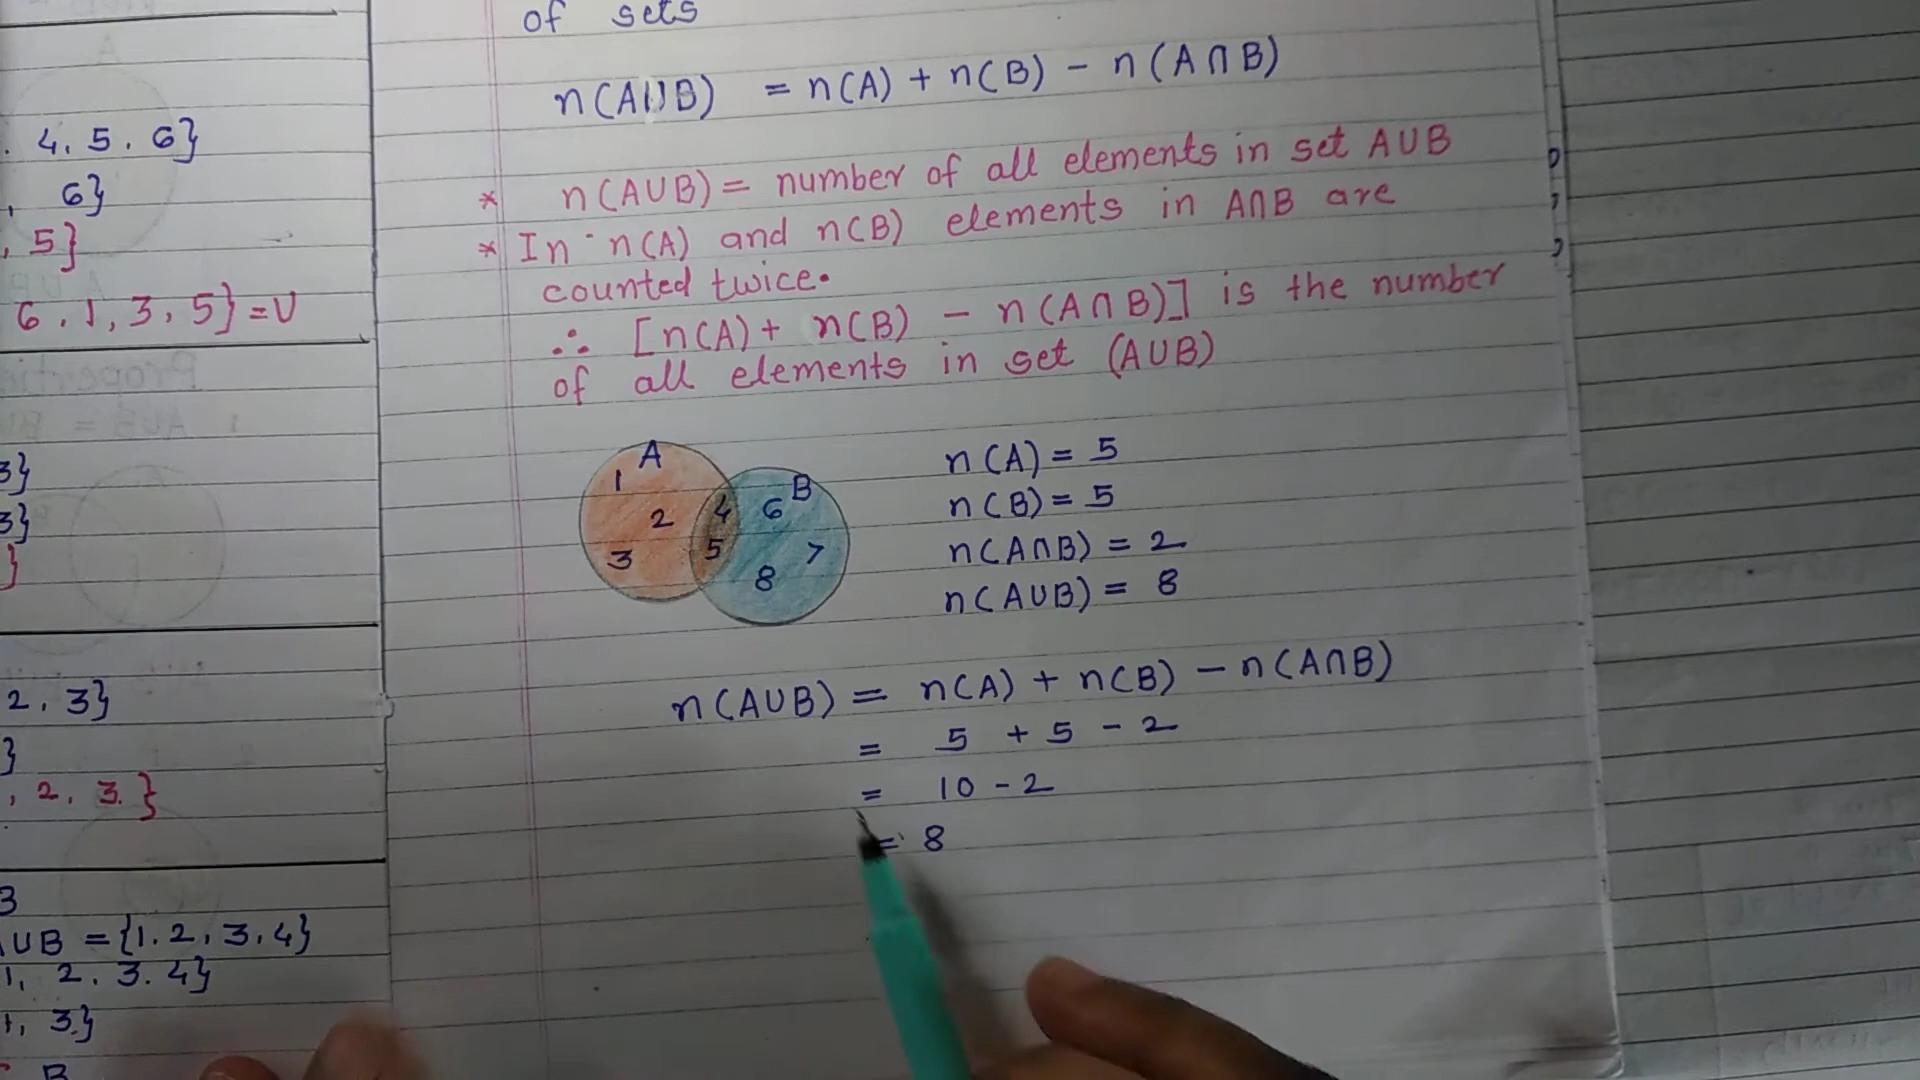 of sets
n(AUB) = n(A) + n(B) - n(A∩B)
* n(AUB) = number of all elements in set AUB
* In n(A) and n(B) elements in A∩B are
counted twice.
∴ [n(A) + n(B) - n(A∩B)] is the number
of all elements in set (AUB)
A
1
2
3
4
5
B
6
7
8
n(A) = 5
n(B) = 5
n(A∩B) = 2
n(AUB) = 8
n(AUB) = n(A) + n(B) - n(A∩B)
= 5 + 5 - 2
= 10 - 2
= 8
4, 5, 6}
, 6}
, 5}
6, 1, 3, 5} = U
3}
3}
}
2, 3}
}
, 2, 3}
3
UB = {1, 2, 3, 4}
1, 2, 3, 4}
1, 3}
B